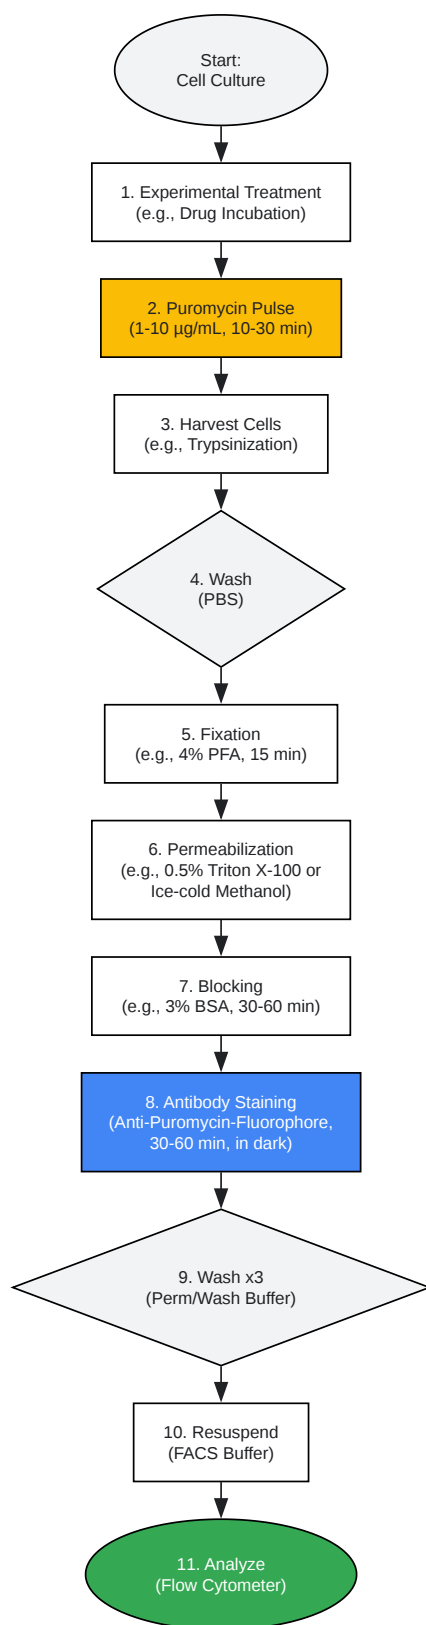 Start:
Cell Culture
1. Experimental Treatment
(e.g., Drug Incubation)
2. Puromycin Pulse
(1-10 µg/mL, 10-30 min)
3. Harvest Cells
(e.g., Trypsinization)
4. Wash
(PBS)
5. Fixation
(e.g., 4% PFA, 15 min)
6. Permeabilization
(e.g., 0.5% Triton X-100 or
Ice-cold Methanol)
7. Blocking
(e.g., 3% BSA, 30-60 min)
8. Antibody Staining
(Anti-Puromycin-Fluorophore,
30-60 min, in dark)
9. Wash x3
(Perm/Wash Buffer)
10. Resuspend
(FACS Buffer)
11. Analyze
(Flow Cytometer)